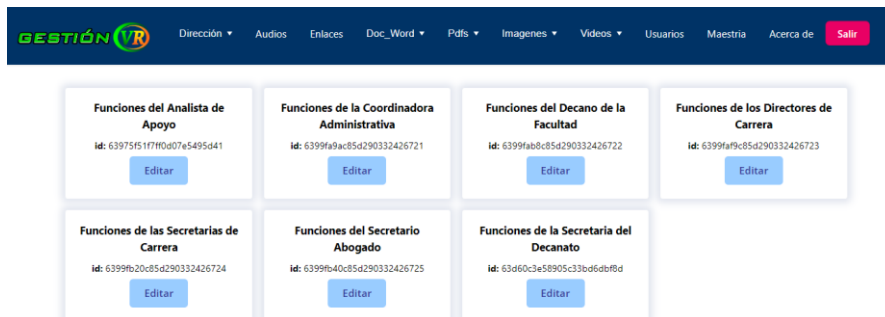 GESTIÓN VR Dirección ▾ Audios Enlaces Doc_Word ▾ Pdfs ▾ Imagenes ▾ Videos ▾ Usuarios Maestria Acerca de Salir
Funciones del Analista de
Apoyo
id: 63975f51f7ff0d07e5495d41
Editar
Funciones de la Coordinadora
Administrativa
id: 6399fa9ac85d290332426721
Editar
Funciones del Decano de la
Facultad
id: 6399fab8c85d290332426722
Editar
Funciones de los Directores de
Carrera
id: 6399faf9c85d290332426723
Editar
Funciones de las Secretarias de
Carrera
id: 6399fb20c85d290332426724
Editar
Funciones del Secretario
Abogado
id: 6399fb40c85d290332426725
Editar
Funciones de la Secretaria del
Decanato
id: 63d60c3e58905c33bd6dbf8d
Editar